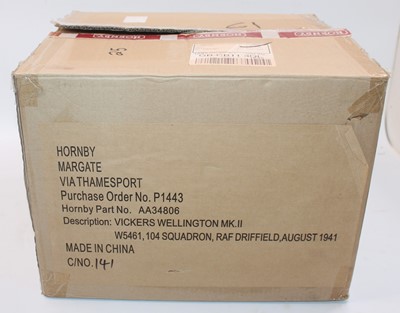 HORNBY
MARGATE
VIA THAMESPORT
Purchase Order No. P1443
Hornby Part No. AA34806
Description: VICKERS WELLINGTON MK.II
W5461, 104 SQUADRON, RAF DRIFFIELD, AUGUST 1941
MADE IN CHINA
C/NO. 141